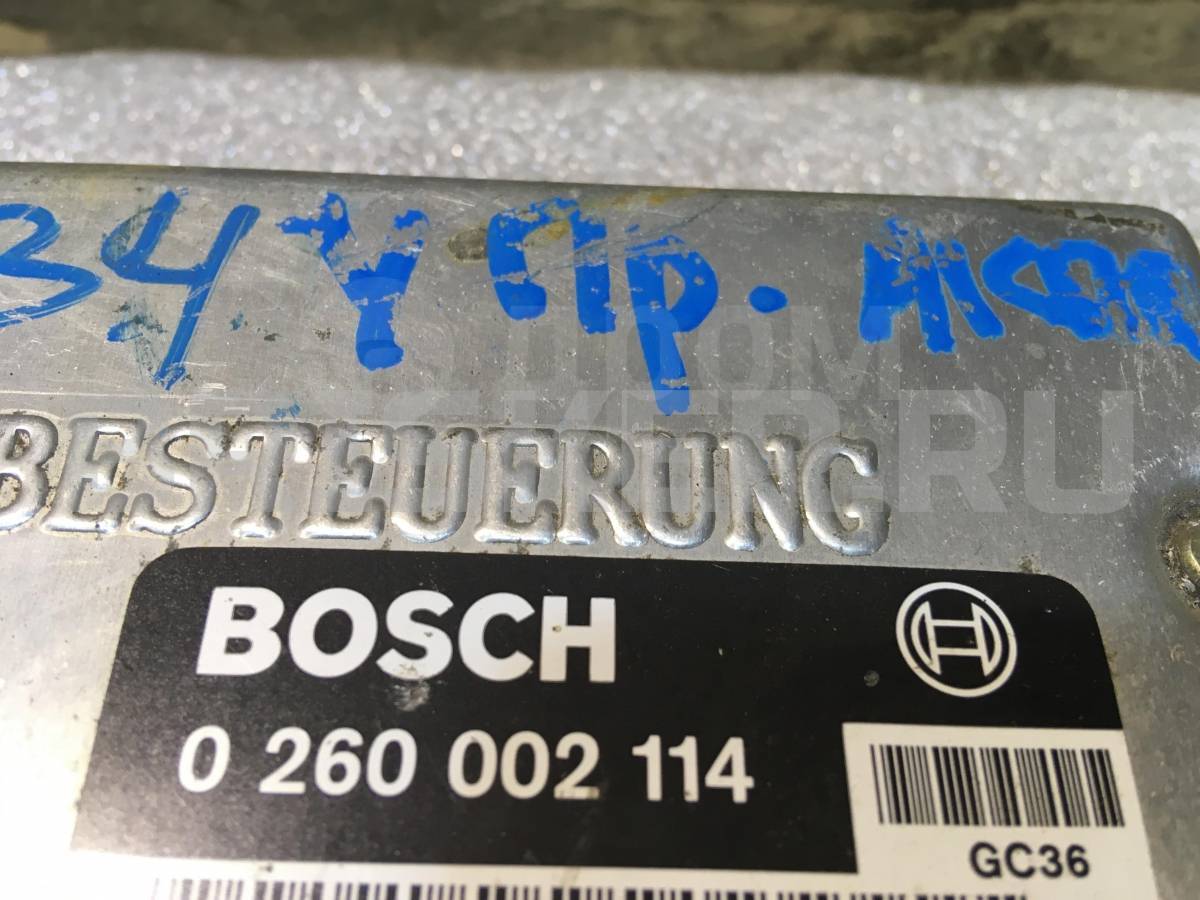 34 У Пр.
BESTEUERUNG
BOSCH
0 260 002 114
GC36